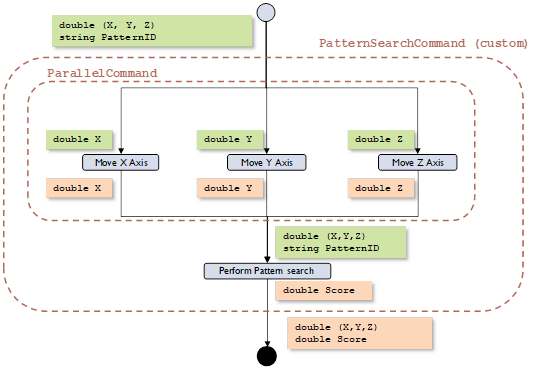 double (X, Y, Z)
string PatternID
PatternSearchCommand (custom)
ParallelCommand
double X
double Y
double Z
Move X Axis
Move Y Axis
Move Z Axis
double X
double Y
double Z
double (X,Y,Z)
string PatternID
Perform Pattern search
double Score
double (X,Y,Z)
double Score